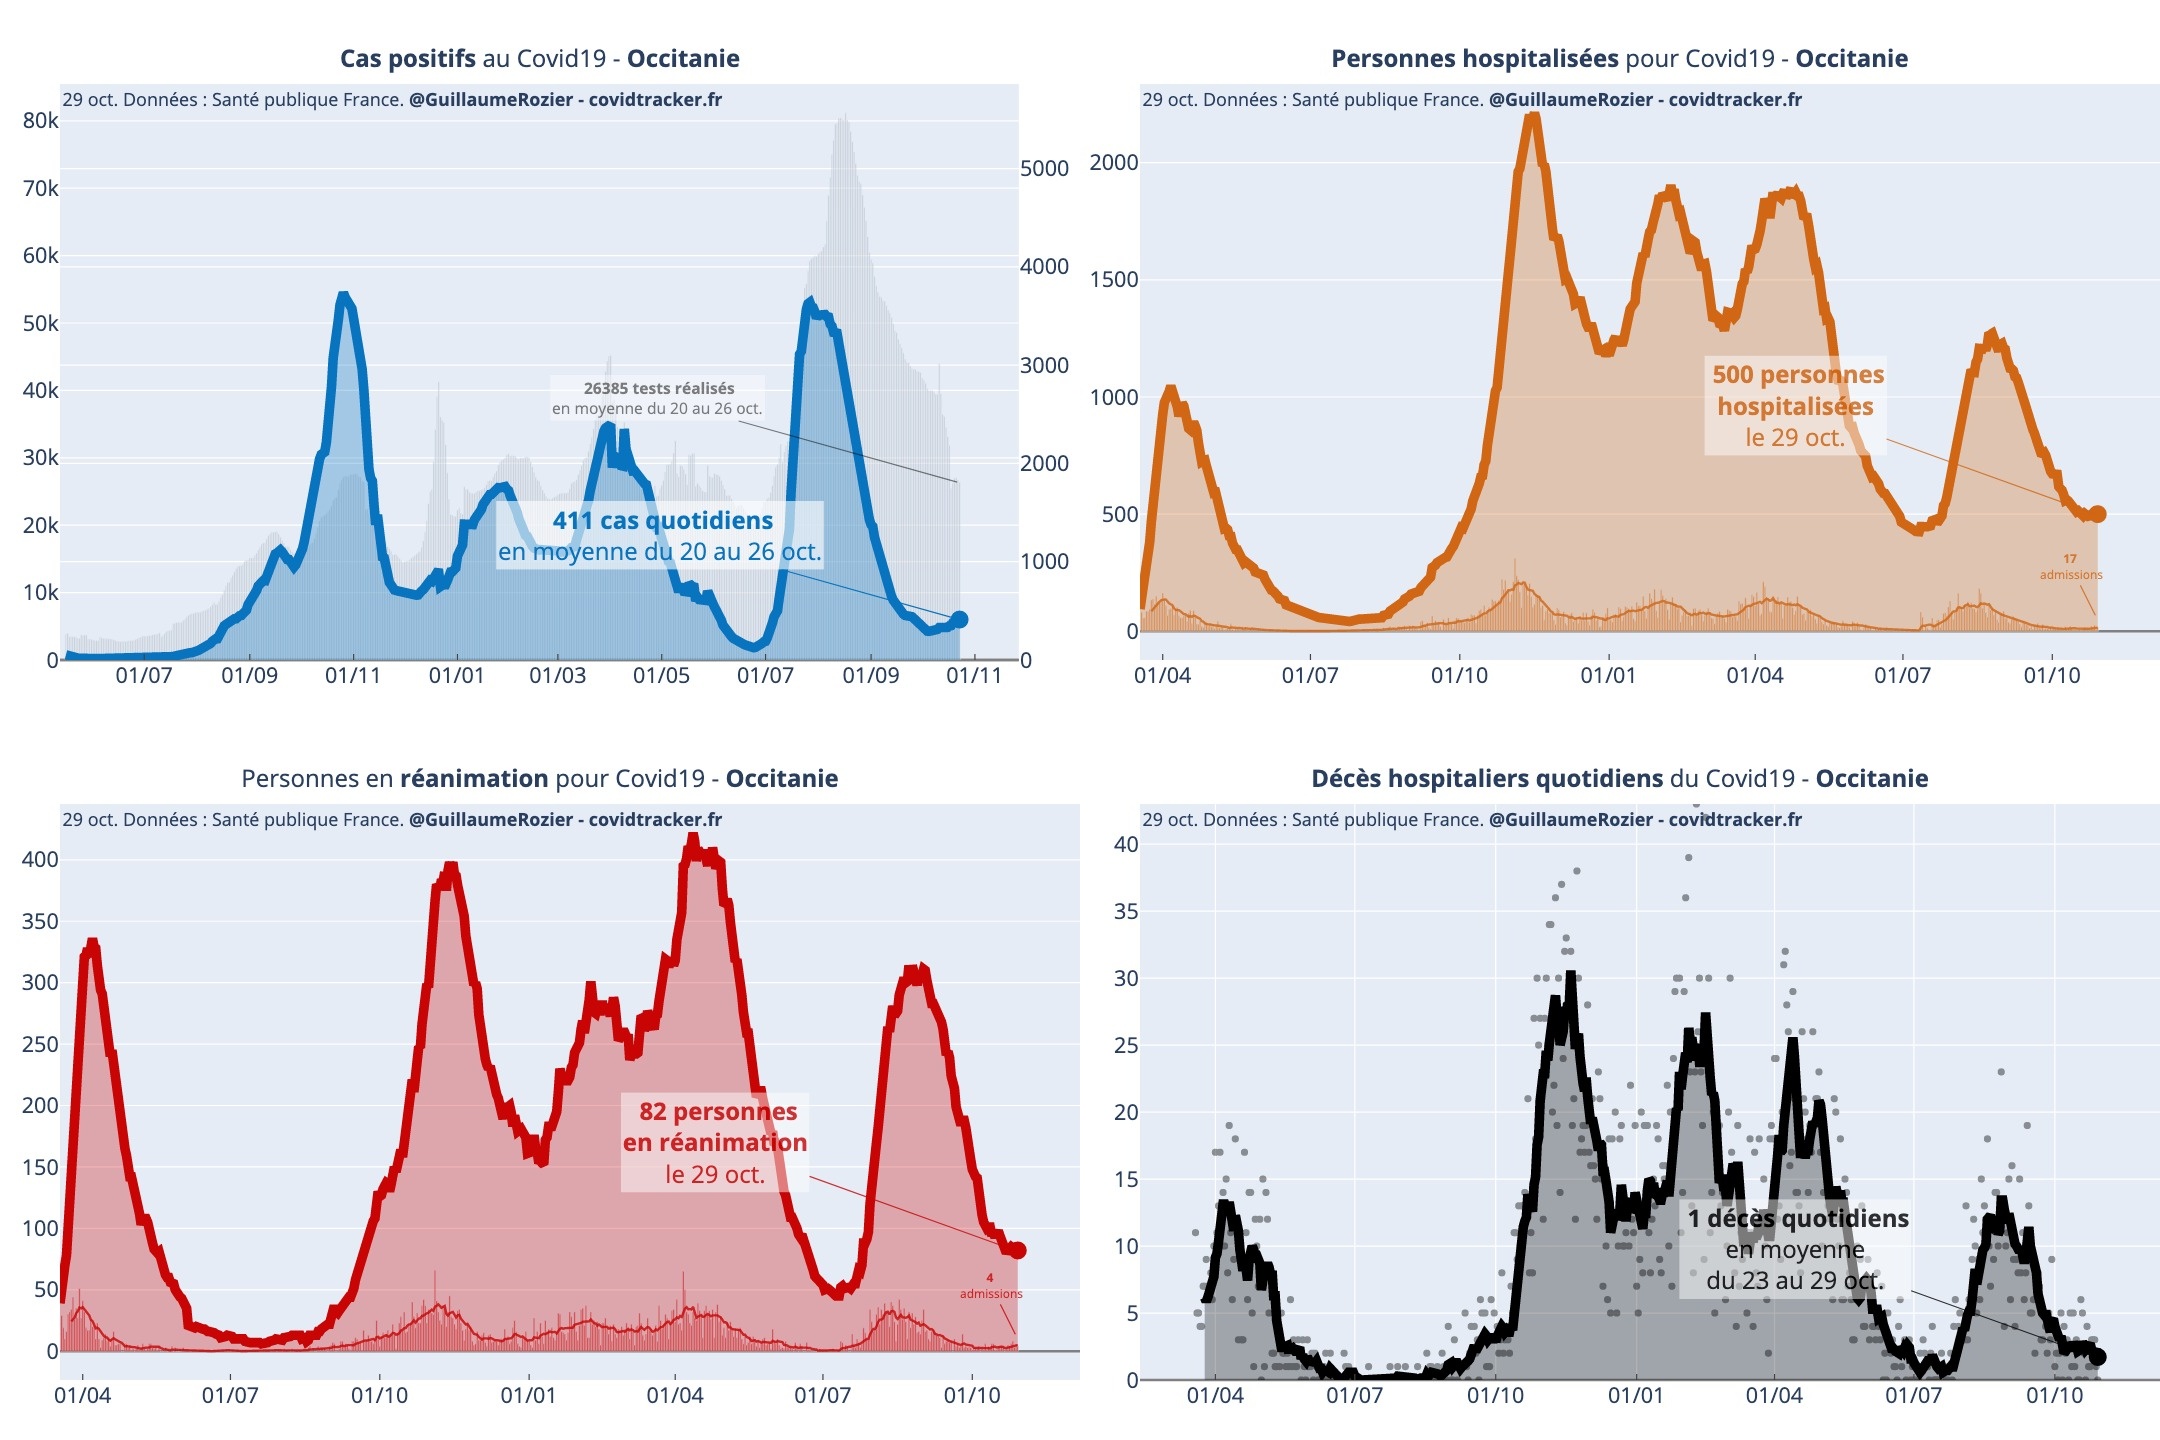 Cas positifs au Covid19 - Occitanie
29 oct. Données : Santé publique France. @GuillaumeRozier - covidtracker.fr
80k
70k
60k
50k
40k
30k
20k
10k
0
5000
4000
3000
2000
1000
0
26385 tests réalisés
en moyenne du 20 au 26 oct.
411 cas quotidiens
en moyenne du 20 au 26 oct.
01/07 01/09 01/11 01/01 01/03 01/05 01/07 01/09 01/11
Personnes hospitalisées pour Covid19 - Occitanie
29 oct. Données : Santé publique France. @GuillaumeRozier - covidtracker.fr
2000
1500
1000
500
0
500 personnes
hospitalisées
le 29 oct.
17
admissions
01/04 01/07 01/10 01/01 01/04 01/07 01/10
Personnes en réanimation pour Covid19 - Occitanie
29 oct. Données : Santé publique France. @GuillaumeRozier - covidtracker.fr
400
350
300
250
200
150
100
50
0
82 personnes
en réanimation
le 29 oct.
4
admissions
01/04 01/07 01/10 01/01 01/04 01/07 01/10
Décès hospitaliers quotidiens du Covid19 - Occitanie
29 oct. Données : Santé publique France. @GuillaumeRozier - covidtracker.fr
40
35
30
25
20
15
10
5
0
1 décès quotidiens
en moyenne
du 23 au 29 oct.
01/04 01/07 01/10 01/01 01/04 01/07 01/10